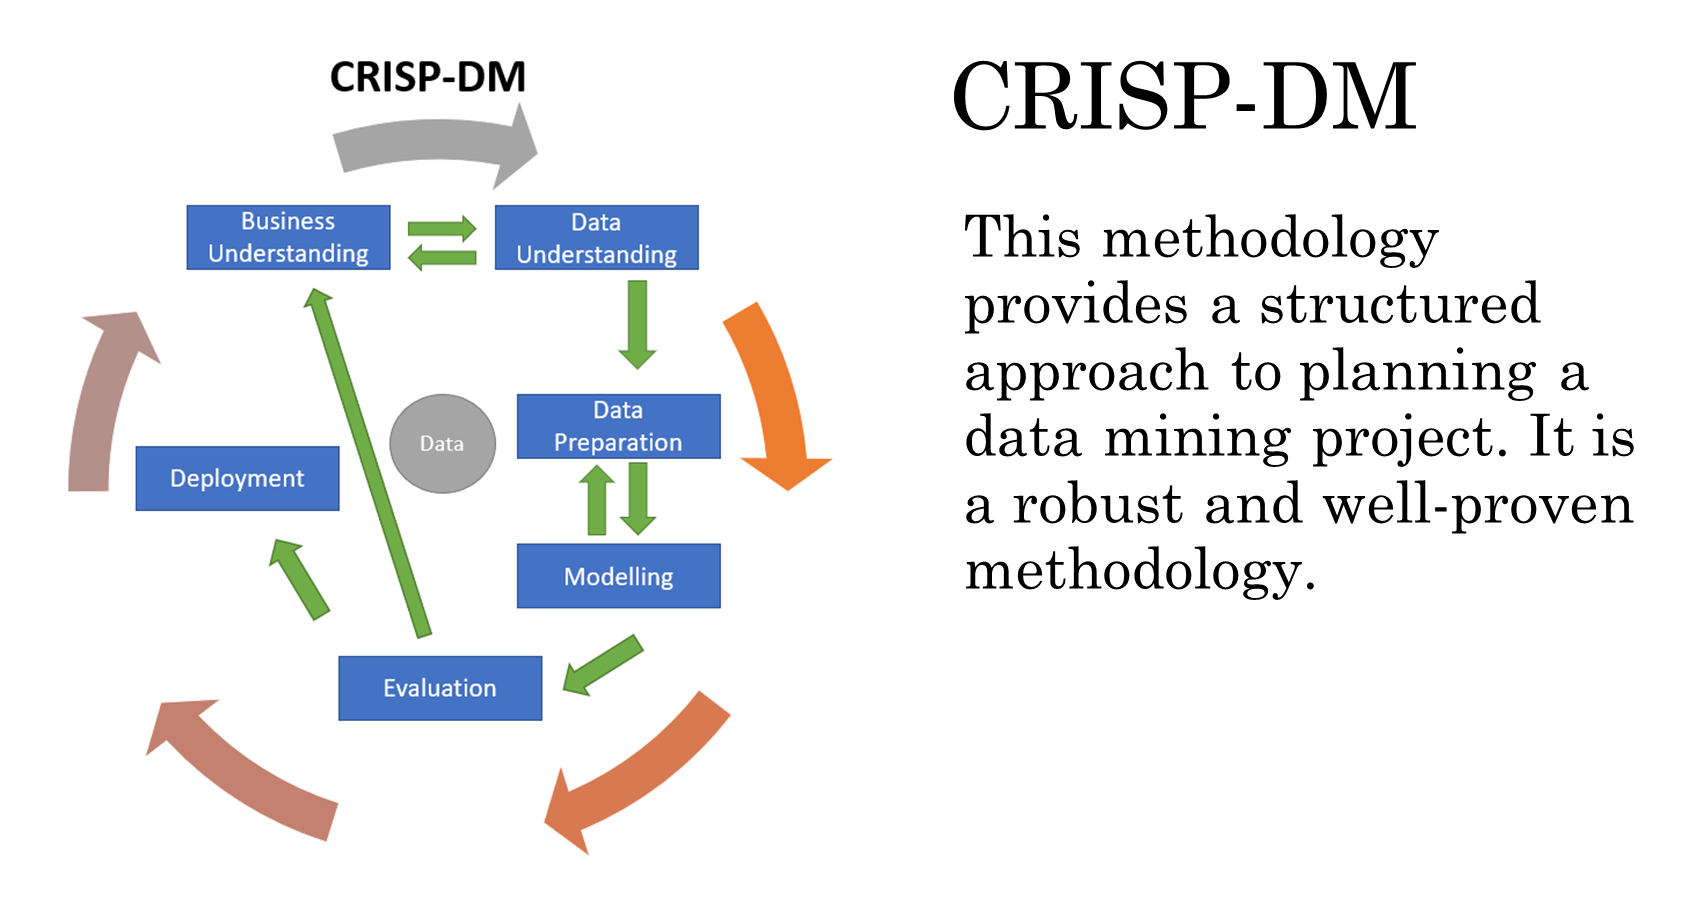 CRISP-DM
Business
Understanding
Data
Understanding
Data
Preparation
Data
Deployment
Modelling
Evaluation
CRISP-DM
This methodology
provides a structured
approach to planning a
data mining project. It is
a robust and well-proven
methodology.